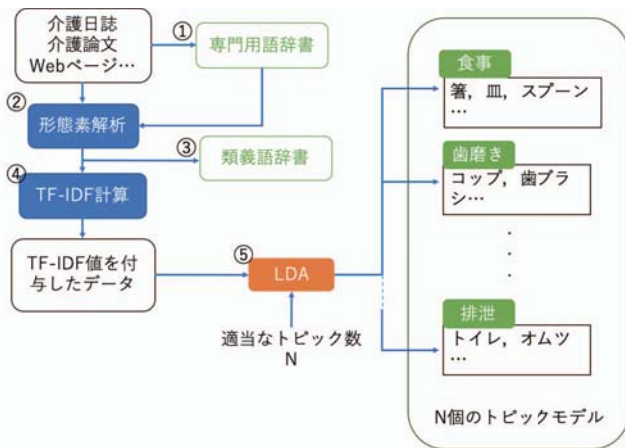 介護日誌
介護論文
Webページ…
①
専門用語辞書
②
形態素解析
③
類義語辞書
④
TF-IDF計算
TF-IDF値を付
与したデータ
⑤
LDA
適当なトピック数
N
食事
箸，皿，スプーン
…
歯磨き
コップ，歯ブラ
シ…
・
・
・
排泄
トイレ，オムツ
…
N個のトピックモデル